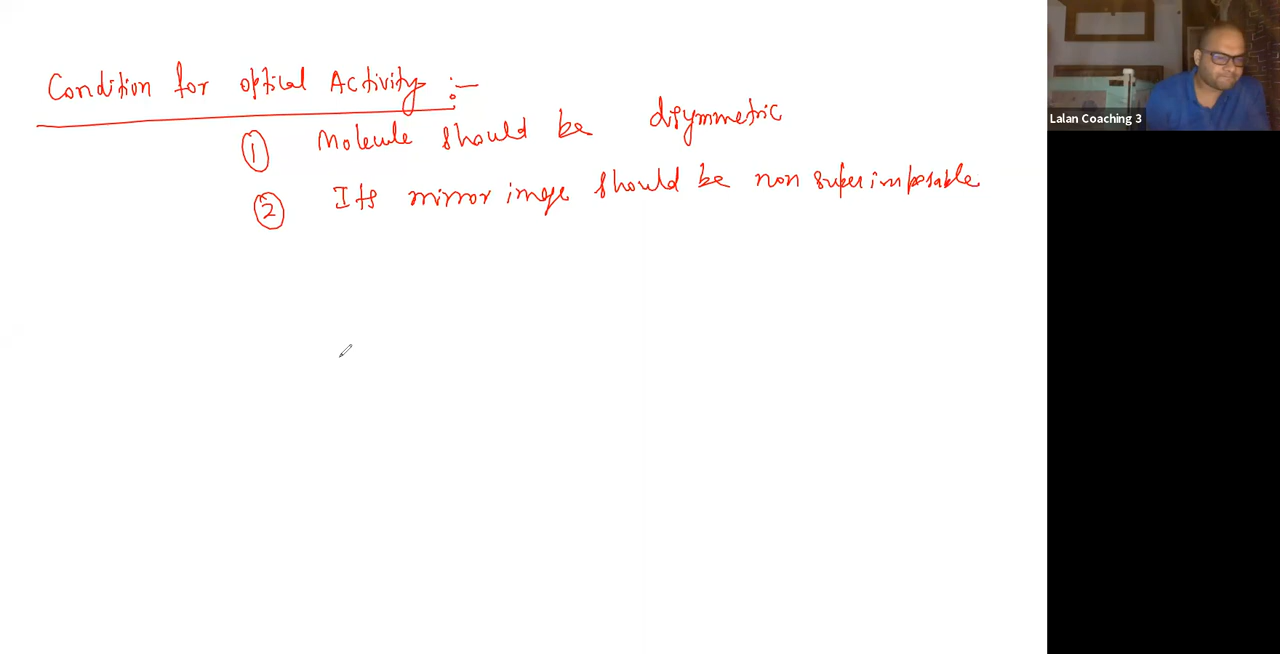 Condition for optical Activity :-
① Molecule should be disymmetric
② Its mirror image should be non superimposable
Lalan Coaching 3